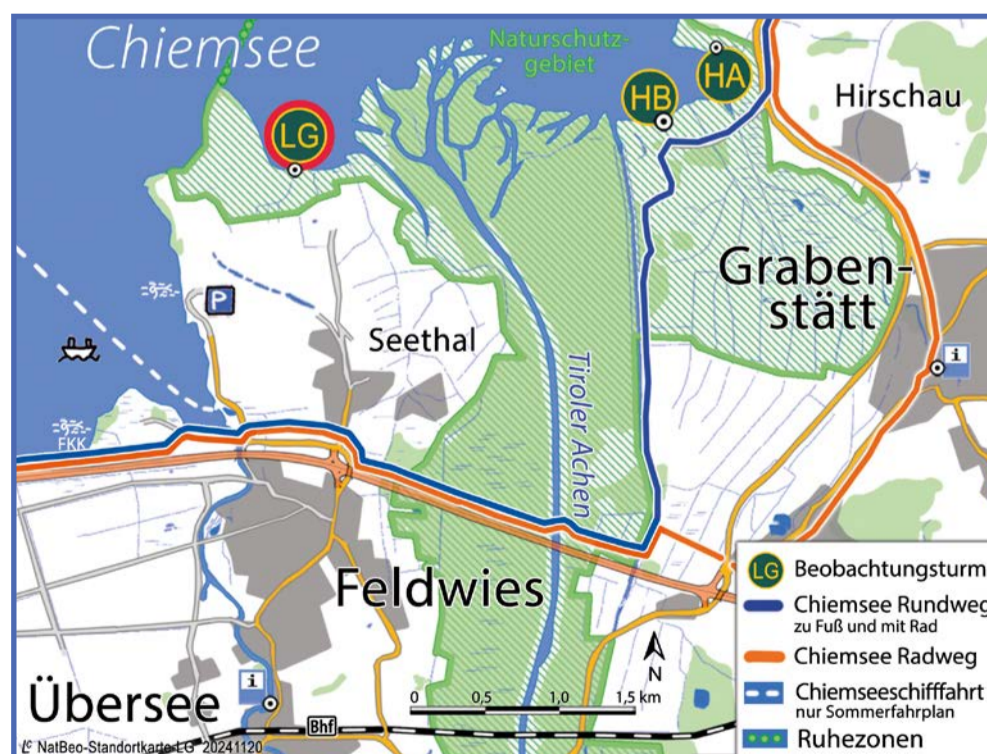 Chiemsee
Naturschutz-
gebiet
LG
HB
HA
Hirschau
Graben-
stätt
P
Seethal
Tiroler Achen
i
FKK
Feldwies
Übersee
i
Bhf
N
0 0,5 1,0 1,5 km
LG Beobachtungsturm
Chiemsee Rundweg
zu Fuß und mit Rad
Chiemsee Radweg
Chiemseeschifffahrt
nur Sommerfahrplan
Ruhezonen
NatBeo-Standortkarte-LG 20241120